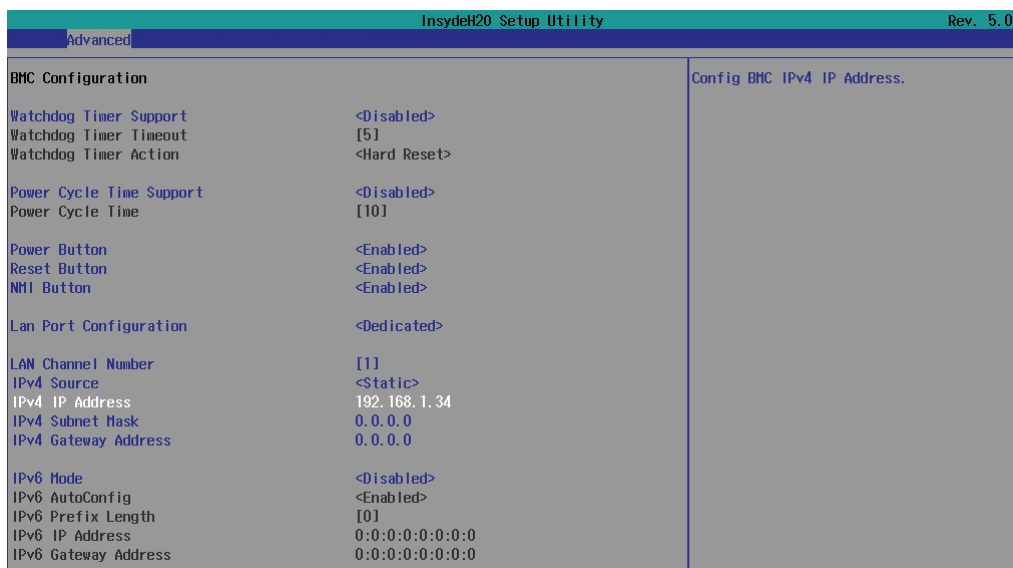 InsydeH20 Setup Utility Rev. 5.0
Advanced
BMC Configuration Config BMC IPv4 IP Address.
Watchdog Timer Support <Disabled>
Watchdog Timer Timeout [5]
Watchdog Timer Action <Hard Reset>
Power Cycle Time Support <Disabled>
Power Cycle Time [10]
Power Button <Enabled>
Reset Button <Enabled>
NMI Button <Enabled>
Lan Port Configuration <Dedicated>
LAN Channel Number [1]
IPv4 Source <Static>
IPv4 IP Address 192.168.1.34
IPv4 Subnet Mask 0.0.0.0
IPv4 Gateway Address 0.0.0.0
IPv6 Mode <Disabled>
IPv6 AutoConfig <Enabled>
IPv6 Prefix Length [0]
IPv6 IP Address 0:0:0:0:0:0:0:0
IPv6 Gateway Address 0:0:0:0:0:0:0:0